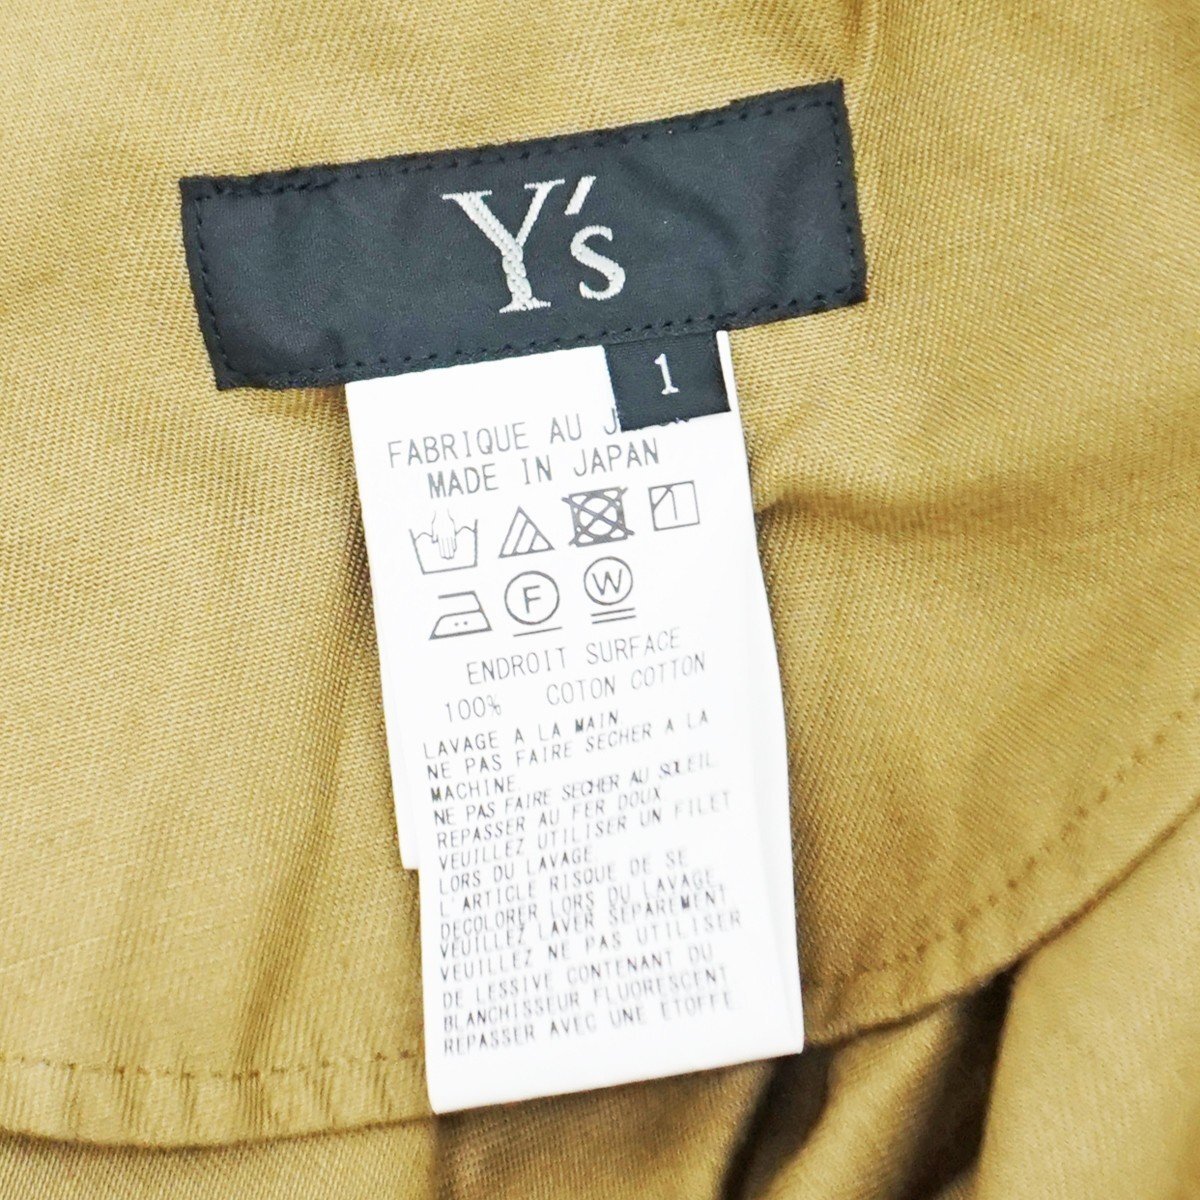 Y's
1
FABRIQUE AU
MADE IN JAPAN
F W
ENDROIT SURFACE
100% COTON COTTON
LAVAGE A LA MAIN
NE PAS FAIRE SECHER A LA
MACHINE.
NE PAS FAIRE SECHER AU SOLEIL.
REPASSER AU FER DOUX
VEUILLEZ UTILISER UN FILET
LORS DU LAVAGE.
L'ARTICLE RISQUE DE SE
DECOLORER LORS DU LAVAGE
VEUILLEZ LAVER SEPAREMENT.
VEUILLEZ NE PAS UTILISER
DE LESSIVE CONTENANT DU
BLANCHISSEUR FLUORESCENT
REPASSER AVEC UNE ETOFFE.